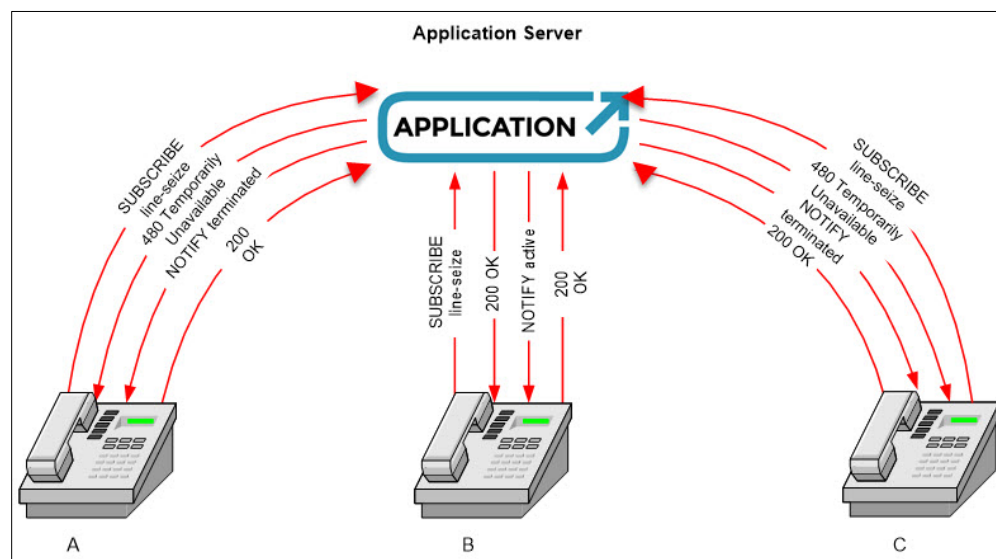 Application Server
APPLICATION
SUBSCRIBE
line-seize
480 Temporarily
Unavailable
NOTIFY terminated
200
OK
SUBSCRIBE
line-seize
200 OK
NOTIFY active
200
OK
SUBSCRIBE
line-seize
480 Temporarily
Unavailable
NOTIFY
terminated
200 OK
A
B
C